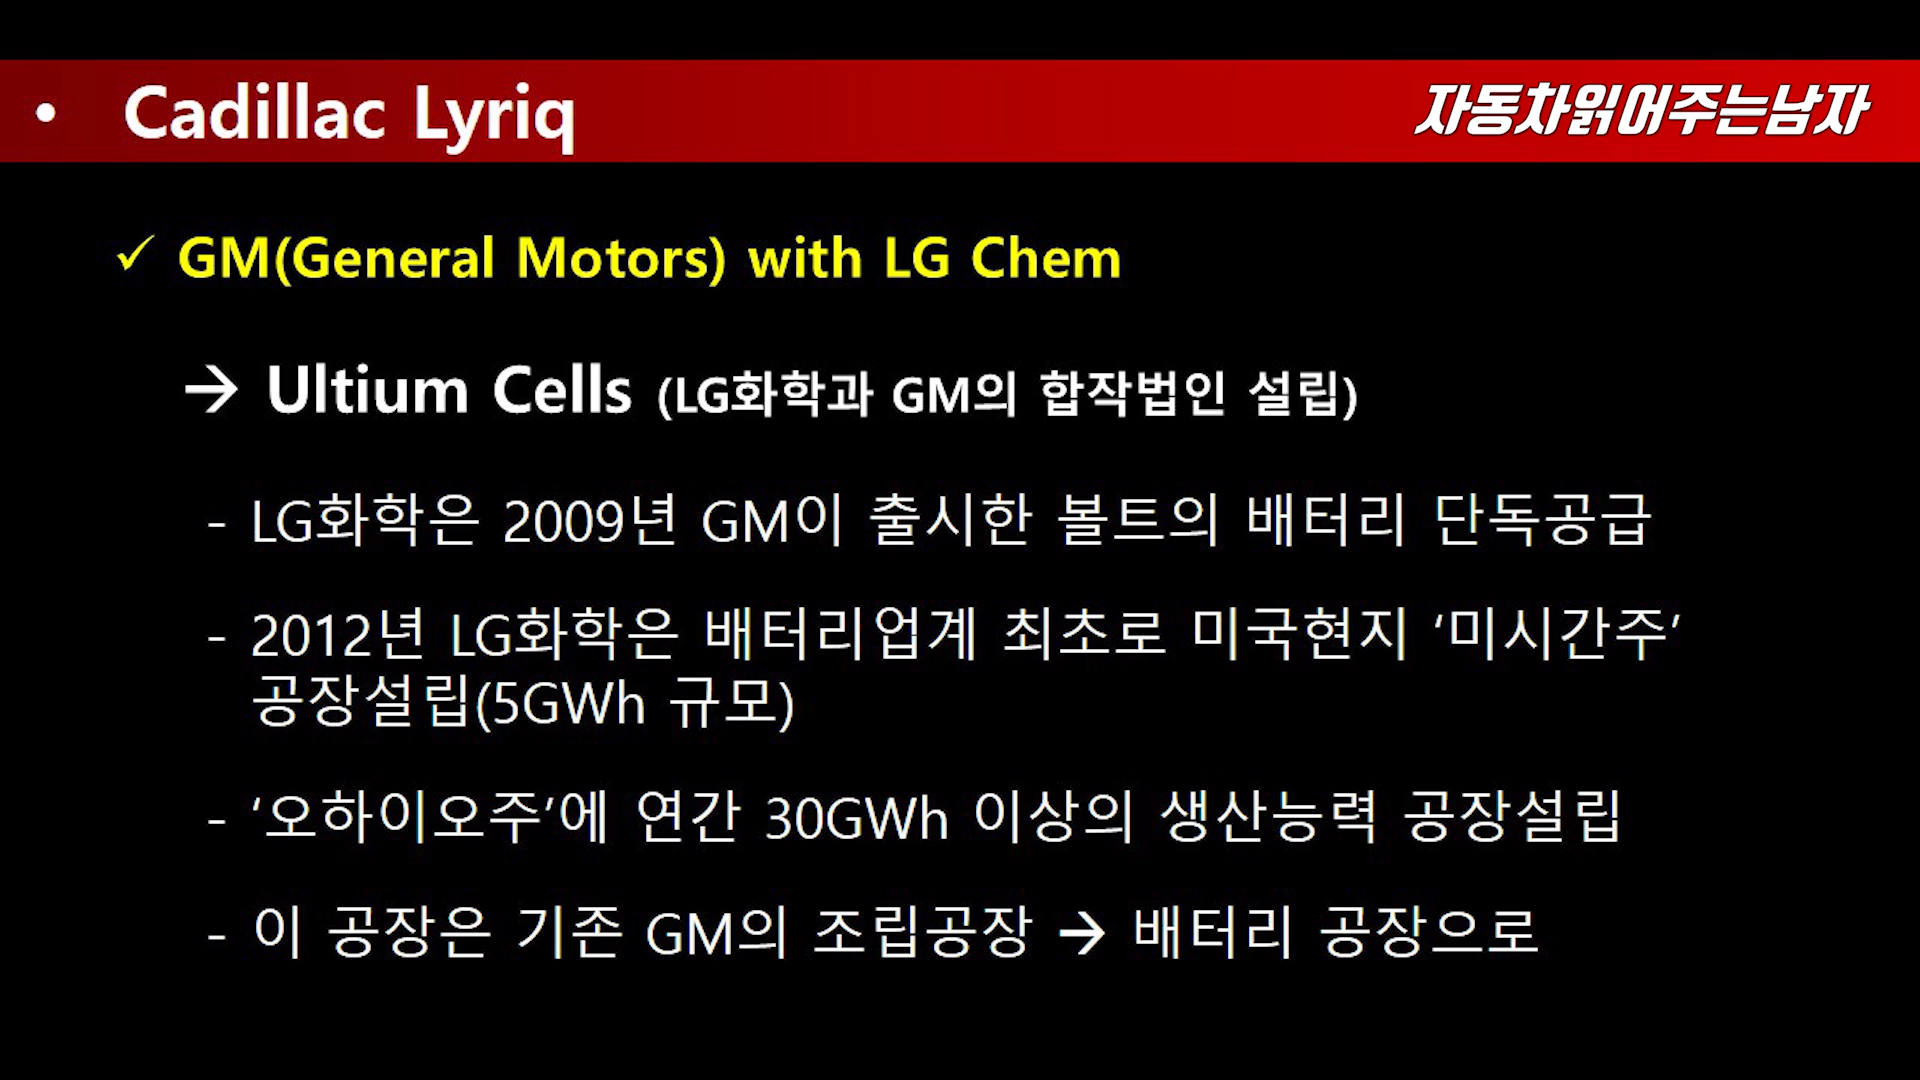 • Cadillac Lyriq
자동차읽어주는남자
✓ GM(General Motors) with LG Chem
→ Ultium Cells (LG화학과 GM의 합작법인 설립)
- LG화학은 2009년 GM이 출시한 볼트의 배터리 단독공급
- 2012년 LG화학은 배터리업계 최초로 미국현지 ‘미시간주’
공장설립(5GWh 규모)
- ‘오하이오주’에 연간 30GWh 이상의 생산능력 공장설립
- 이 공장은 기존 GM의 조립공장 → 배터리 공장으로